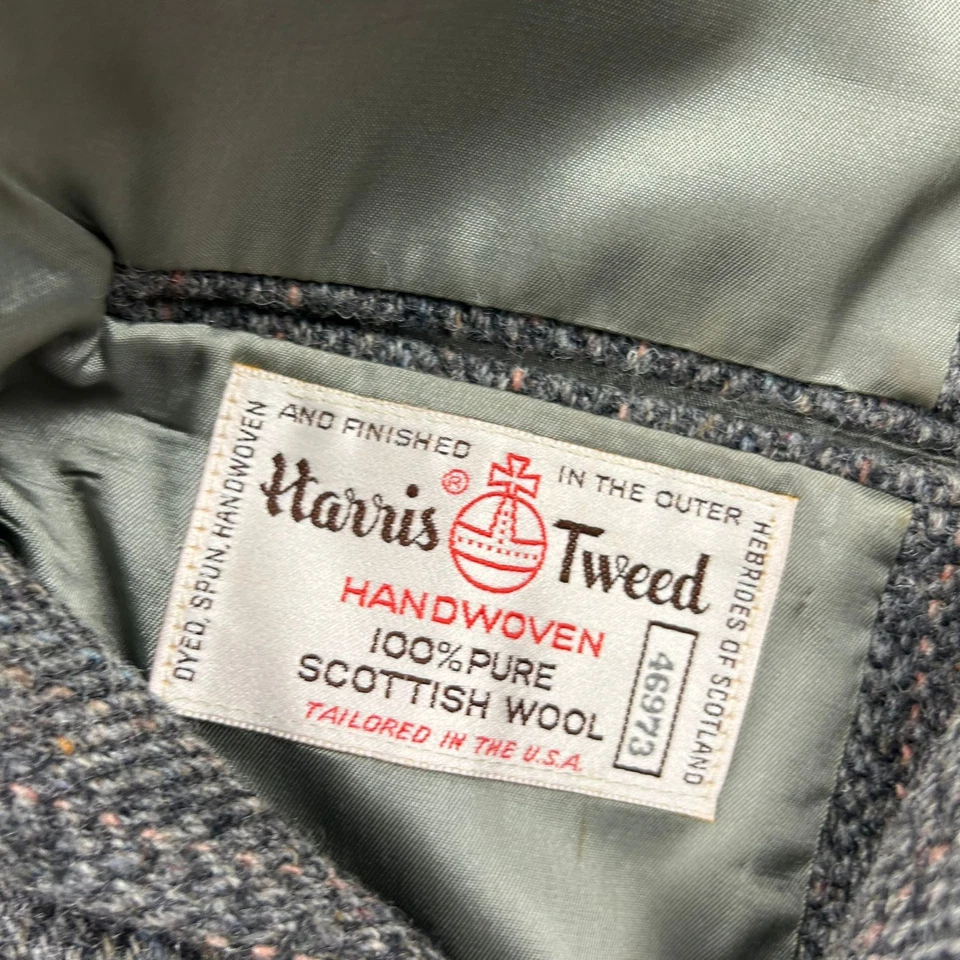 DYED, SPUN, HANDWOVEN
AND FINISHED
IN THE OUTER
HEBRIDES OF SCOTLAND
Harris ® Tweed
HANDWOVEN
100% PURE
SCOTTISH WOOL
TAILORED IN THE U.S.A.
46973